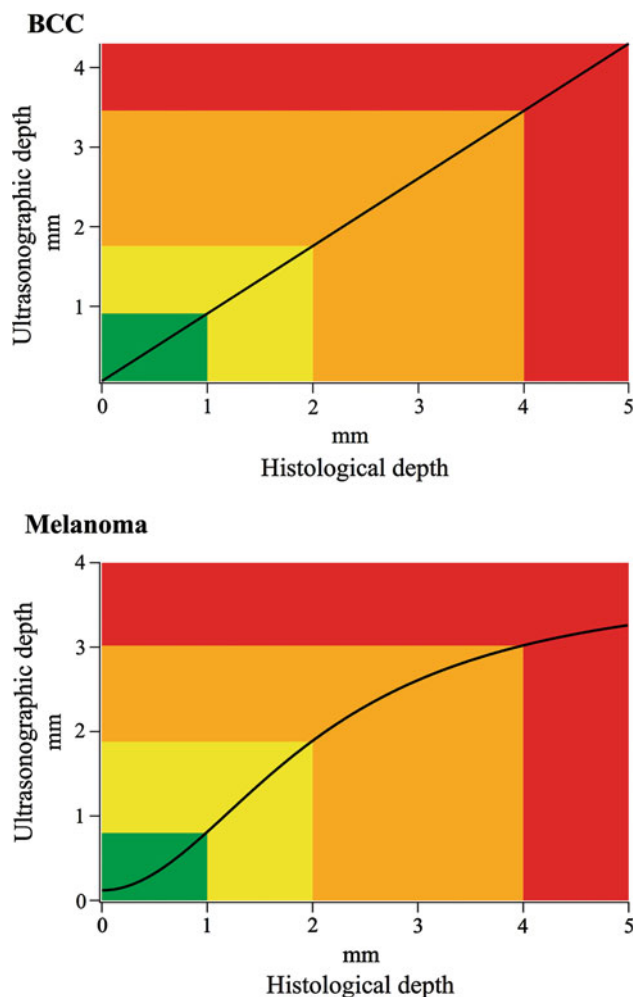 BCC
4
3
2
1
Ultrasonographic depth
mm
0 1 2 3 4 5
mm
Histological depth
Melanoma
4
3
2
1
0
Ultrasonographic depth
mm
0 1 2 3 4 5
mm
Histological depth